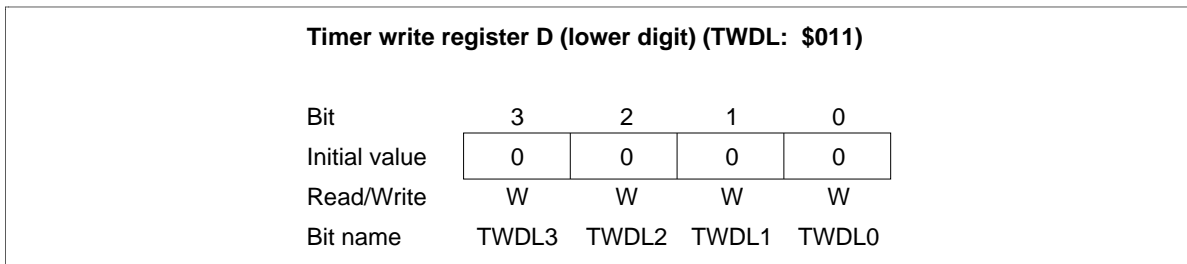 Timer write register D (lower digit) (TWDL: $011)
Bit 3 2 1 0
Initial value 0 0 0 0
Read/Write W W W W
Bit name TWDL3 TWDL2 TWDL1 TWDL0